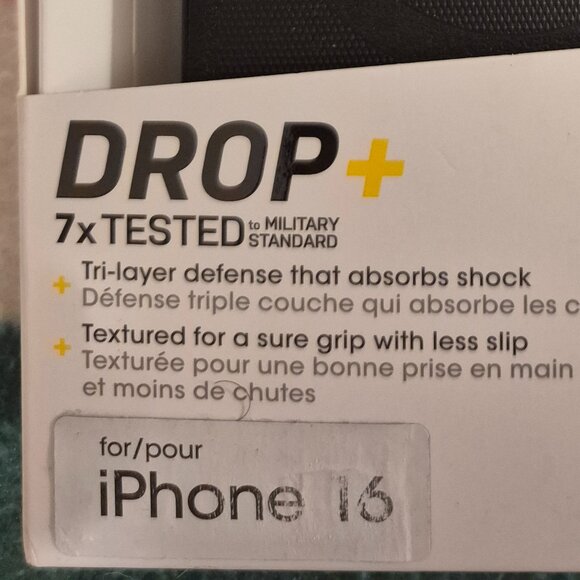 DROP+
7x TESTED to MILITARY STANDARD
+ Tri-layer defense that absorbs shock
Défense triple couche qui absorbe les
+ Textured for a sure grip with less slip
Texturée pour une bonne prise en main
et moins de chutes
for/pour
iPhone 16